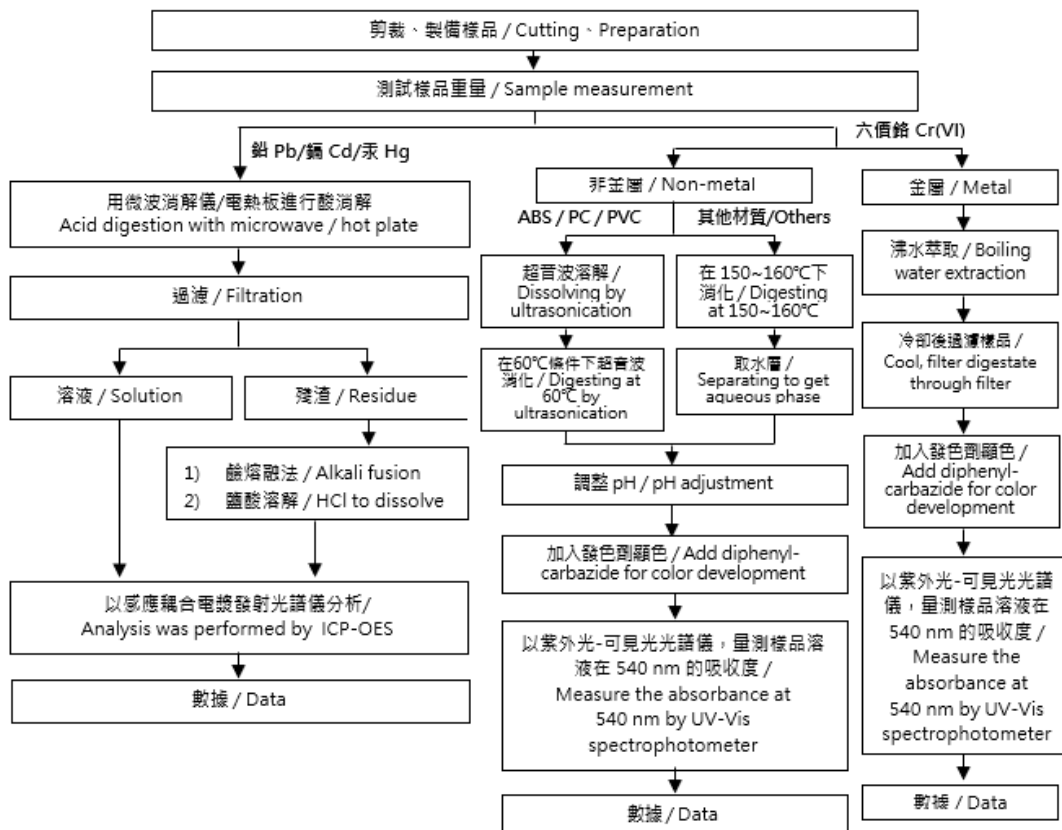 剪裁、製備樣品 / Cutting、Preparation
測試樣品重量 / Sample measurement
鉛 Pb/鎘 Cd/汞 Hg
六價鉻 Cr(VI)
用微波消解儀/電熱板進行酸消解
Acid digestion with microwave / hot plate
過濾 / Filtration
溶液 / Solution
殘渣 / Residue
1) 鹼熔融法 / Alkali fusion
2) 鹽酸溶解 / HCl to dissolve
以感應耦合電漿發射光譜儀分析/
Analysis was performed by ICP-OES
數據 / Data
非金屬 / Non-metal
ABS / PC / PVC
其他材質/Others
超音波溶解 /
Dissolving by
ultrasonication
在 150~160℃下
消化 / Digesting
at 150~160℃
在60℃條件下超音波
消化 / Digesting at
60℃ by
ultrasonication
取水層 /
Separating to get
aqueous phase
調整 pH / pH adjustment
加入發色劑顯色 / Add diphenyl-
carbazide for color development
以紫外光-可見光光譜儀，量測樣品溶
液在 540 nm 的吸收度 /
Measure the absorbance at
540 nm by UV-Vis
spectrophotometer
數據 / Data
金屬 / Metal
沸水萃取 / Boiling
water extraction
冷卻後過濾樣品 /
Cool, filter digestate
through filter
加入發色劑顯色 /
Add diphenyl-
carbazide for color
development
以紫外光-可見光光譜
儀，量測樣品溶液在
540 nm 的吸收度 /
Measure the
absorbance at
540 nm by UV-Vis
spectrophotometer
數據 / Data